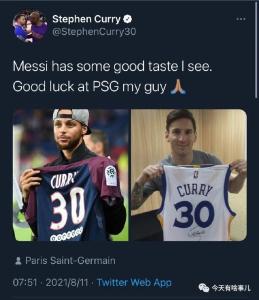 Stephen Curry
@StephenCurry30
Messi has some good taste I see.
Good luck at PSG my guy 🙏🏽
CURRY
30
CURRY
30
Paris Saint-Germain
07:51 · 2021/8/11 · Twitter Web App
今天有啥事儿